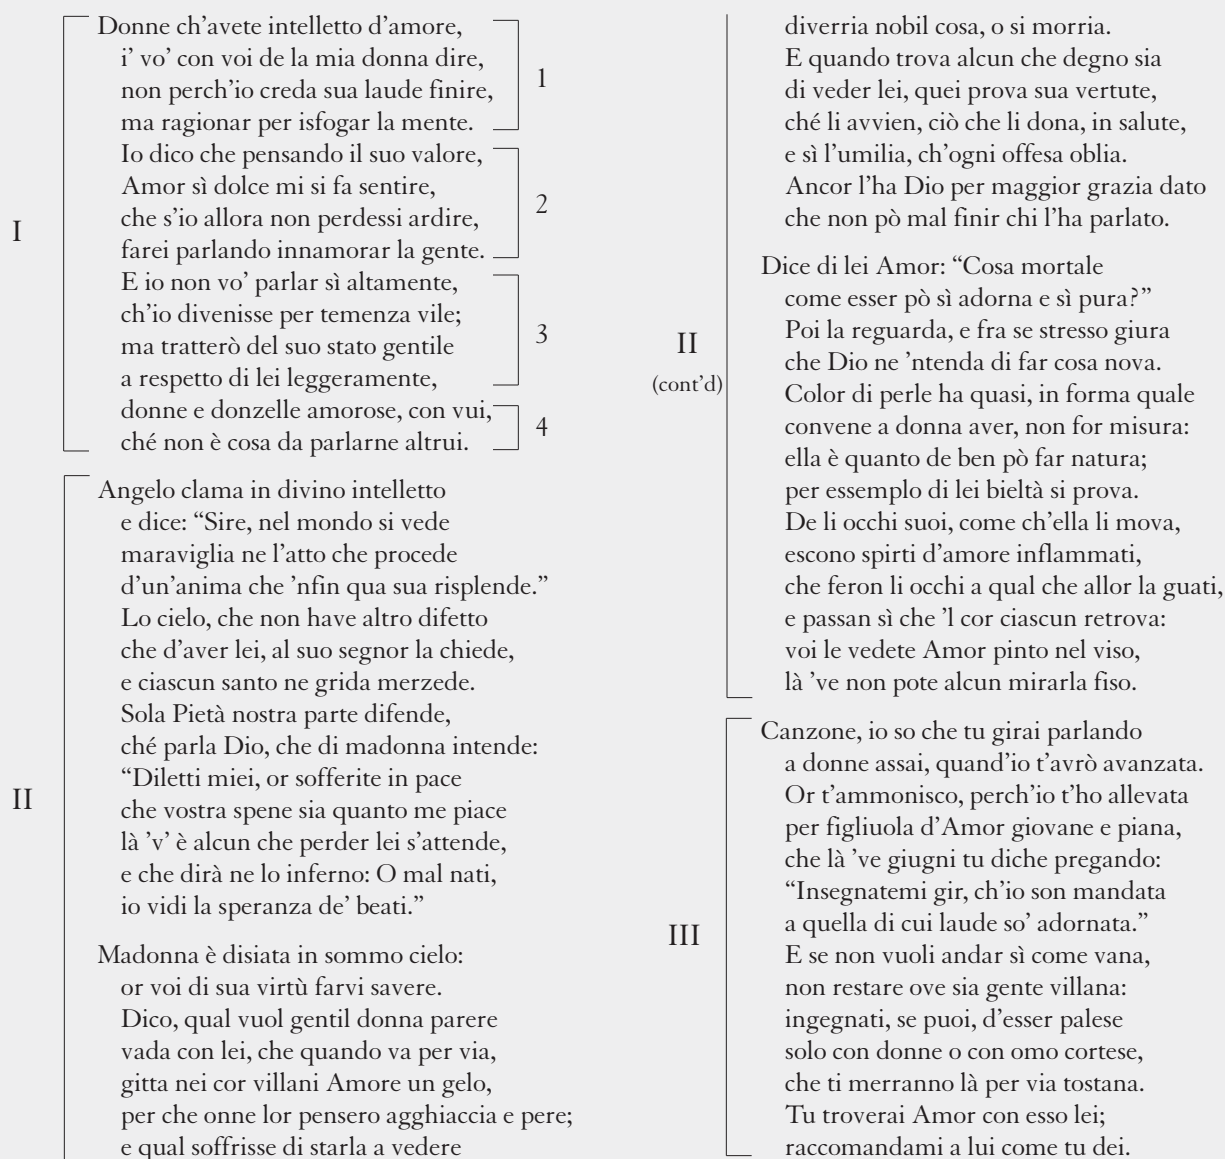 I
Donne ch'avete intelletto d'amore,
i' vo' con voi de la mia donna dire,
non perch'io creda sua laude finire,
ma ragionar per isfogar la mente.
1
Io dico che pensando il suo valore,
Amor sì dolce mi si fa sentire,
che s'io allora non perdessi ardire,
farei parlando innamorar la gente.
2
E io non vo' parlar sì altamente,
ch'io divenisse per temenza vile;
ma tratterò del suo stato gentile
a respetto di lei leggeramente,
3
donne e donzelle amorose, con vui,
ché non è cosa da parlarne altrui.
4
II
Angelo clama in divino intelletto
e dice: “Sire, nel mondo si vede
maraviglia ne l’atto che procede
d’un’anima che ’nfin qua sua risplende.”
Lo cielo, che non have altro difetto
che d’aver lei, al suo segnor la chiede,
e ciascun santo ne grida merzede.
Sola Pietà nostra parte difende,
ché parla Dio, che di madonna intende:
“Diletti miei, or sofferite in pace
che vostra spene sia quanto me piace
là ’v’ è alcun che perder lei s’attende,
e che dirà ne lo inferno: O mal nati,
io vidi la speranza de’ beati.”
Madonna è disiata in sommo cielo:
or voi di sua virtù farvi savere.
Dico, qual vuol gentil donna parere
vada con lei, che quando va per via,
gitta nei cor villani Amore un gelo,
per che onne lor pensero agghiaccia e pere;
e qual soffrisse di starla a vedere
diverria nobil cosa, o si morria.
E quando trova alcun che degno sia
di veder lei, quei prova sua vertute,
ché li avvien, ciò che li dona, in salute,
e sì l’umilia, ch’ogni offesa oblia.
Ancor l’ha Dio per maggior grazia dato
che non pò mal finir chi l’ha parlato.
II
(cont’d)
Dice di lei Amor: “Cosa mortale
come esser pò sì adorna e sì pura?”
Poi la reguarda, e fra se stresso giura
che Dio ne ’ntenda di far cosa nova.
Color di perle ha quasi, in forma quale
convene a donna aver, non for misura:
ella è quanto de ben pò far natura;
per essemplo di lei bieltà si prova.
De li occhi suoi, come ch’ella li mova,
escono spirti d’amore inflammati,
che feron li occhi a qual che allor la guati,
e passan sì che ’l cor ciascun retrova:
voi le vedete Amor pinto nel viso,
là ’ve non pote alcun mirarla fiso.
III
Canzone, io so che tu girai parlando
a donne assai, quand’io t’avrò avanzata.
Or t’ammonisco, perch’io t’ho allevata
per figliuola d’Amor giovane e piana,
che là ’ve giugni tu diche pregando:
“Insegnatemi gir, ch’io son mandata
a quella di cui laude so’ adornata.”
E se non vuoli andar sì come vana,
non restare ove sia gente villana:
ingegnati, se puoi, d’esser palese
solo con donne o con omo cortese,
che ti merranno là per via tostana.
Tu troverai Amor con esso lei;
raccomandami a lui come tu dei.